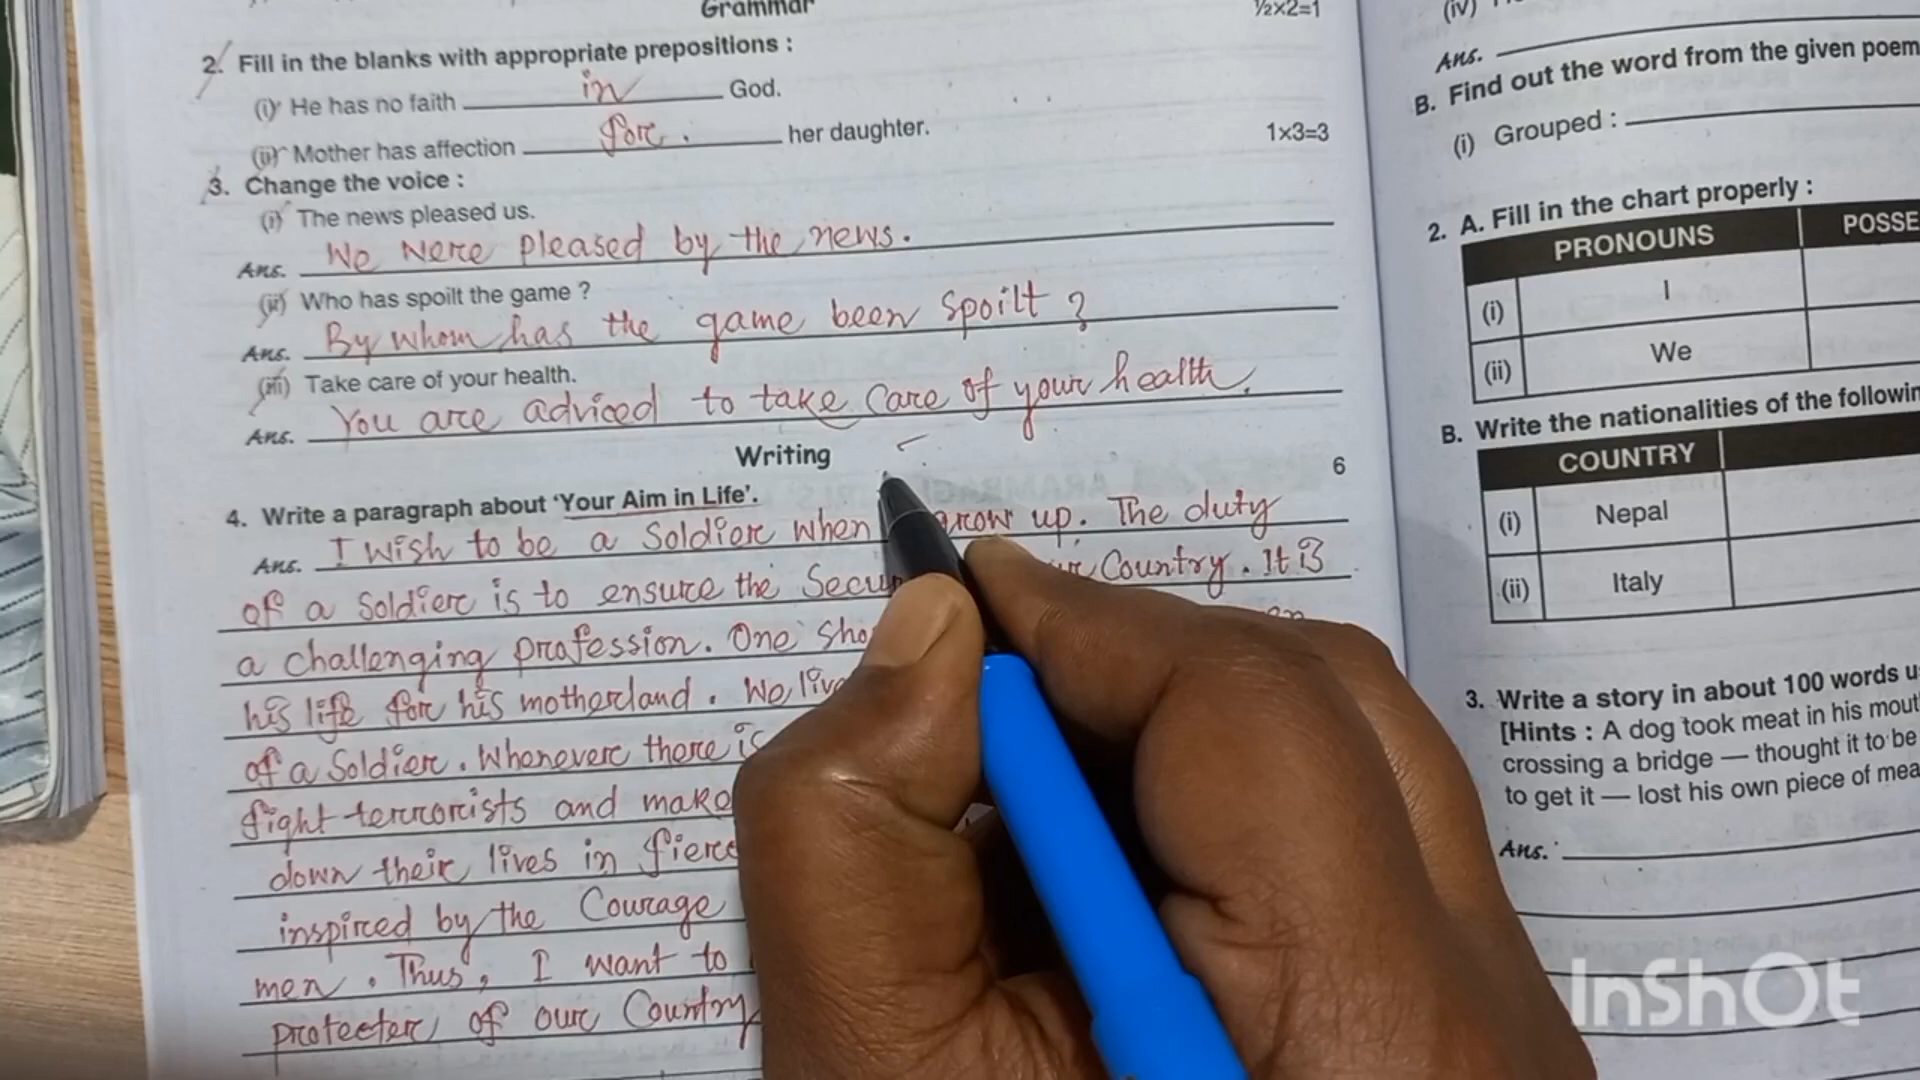 Grammar
½×2=1
2. Fill in the blanks with appropriate prepositions :
(i) He has no faith in God.
(ii) Mother has affection for. her daughter.
1×3=3
3. Change the voice :
(i) The news pleased us.
Ans. We were pleased by the news.
(ii) Who has spoilt the game ?
Ans. By whom has the game been spoilt ?
(iii) Take care of your health.
Ans. You are adviced to take care of your health.
Writing
6
4. Write a paragraph about 'Your Aim in Life'.
Ans. I wish to be a soldier when grow up. The duty
of a soldier is to ensure the Country. It is
a challenging profession. One
his life for his motherland. We
of a soldier. Whenever there is
fight terrorists and make
down their lives in fierce
inspired by the Courage
men. Thus, I want to
protecter of our Country
(iv)
Ans.
B. Find out the word from the given poem
(i) Grouped :
2. A. Fill in the chart properly :
PRONOUNS POSSE
(i) I
(ii) We
B. Write the nationalities of the followin
COUNTRY
(i) Nepal
(ii) Italy
3. Write a story in about 100 words u
[Hints : A dog took meat in his mout
crossing a bridge — thought it to be
to get it — lost his own piece of mea
Ans.
InShOt